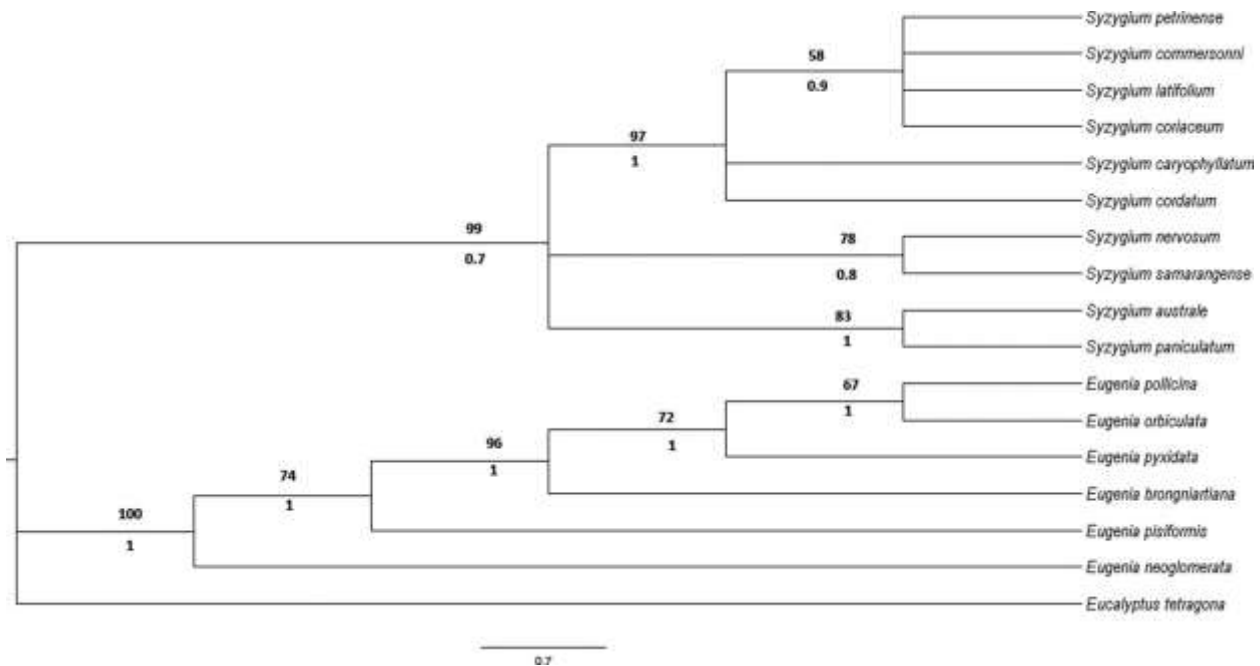 Syzygium petrinense
58
Syzygium commersonni
0.9
Syzygium latifolium
97
Syzygium coriaceum
1
Syzygium caryophyllatum
Syzygium cordatum
99
78
Syzygium nervosum
0.7
0.8
Syzygium samarangense
83
Syzygium australe
1
Syzygium paniculatum
67
Eugenia pollicina
72
1
Eugenia orbiculata
96
1
Eugenia pyxidata
74
1
Eugenia brongniartiana
100
1
Eugenia pisiformis
1
Eugenia neoglomerata
Eucalyptus tetragona
0.7